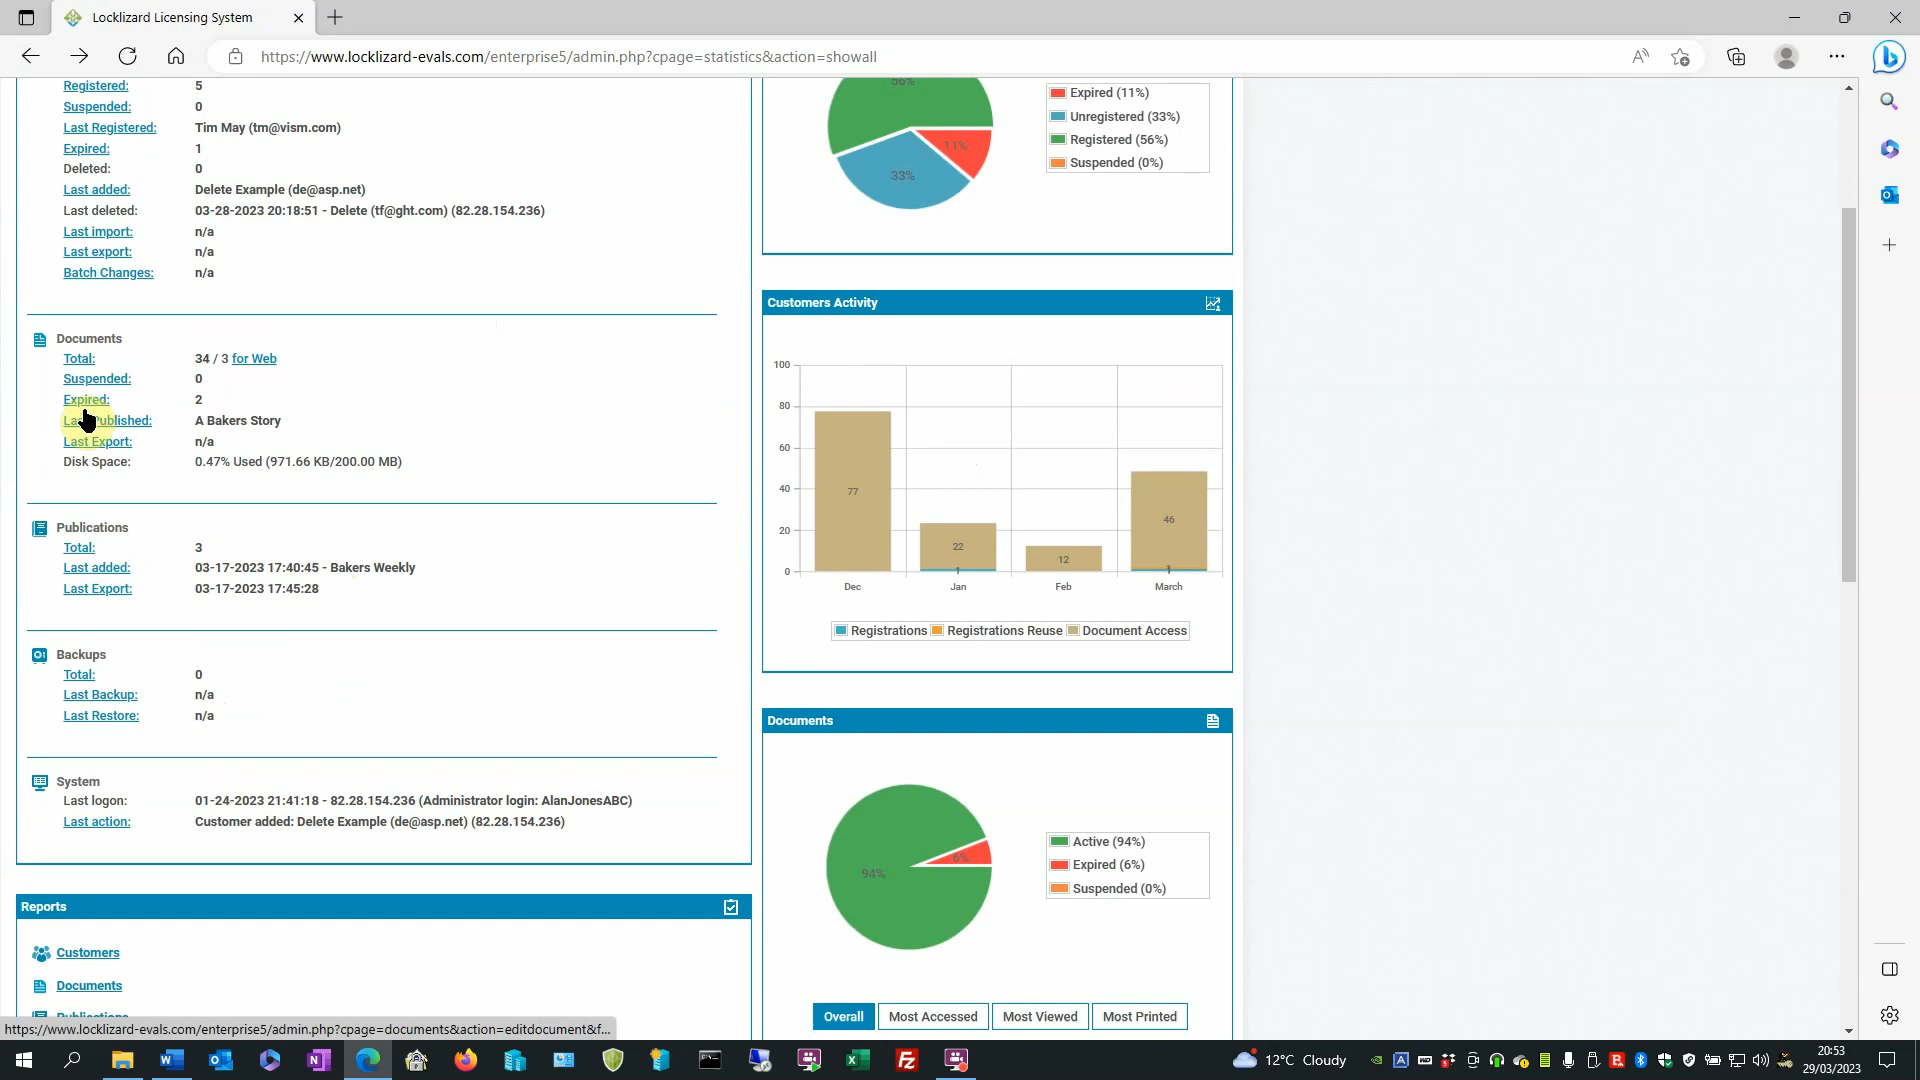 Locklizard Licensing System
https://www.locklizard-evals.com/enterprise5/admin.php?cpage=statistics&action=showall
Registered: 5
Suspended: 0
Last Registered: Tim May (tm@vism.com)
Expired: 1
Deleted: 0
Last added: Delete Example (de@asp.net)
Last deleted: 03-28-2023 20:18:51 - Delete (tf@ght.com) (82.28.154.236)
Last import: n/a
Last export: n/a
Batch Changes: n/a
Documents
Total: 34 / 3 for Web
Suspended: 0
Expired: 2
Last Published: A Bakers Story
Last Export: n/a
Disk Space: 0.47% Used (971.66 KB/200.00 MB)
Publications
Total: 3
Last added: 03-17-2023 17:40:45 - Bakers Weekly
Last Export: 03-17-2023 17:45:28
Backups
Total: 0
Last Backup: n/a
Last Restore: n/a
System
Last logon: 01-24-2023 21:41:18 - 82.28.154.236 (Administrator login: AlanJonesABC)
Last action: Customer added: Delete Example (de@asp.net) (82.28.154.236)
Reports
Customers
Documents
Publications
https://www.locklizard-evals.com/enterprise5/admin.php?cpage=documents&action=editdocument&f...
56%
11%
33%
Expired (11%)
Unregistered (33%)
Registered (56%)
Suspended (0%)
Customers Activity
100
80
60
40
20
0
77
22
1
12
46
1
Dec Jan Feb March
Registrations Registrations Reuse Document Access
Documents
94%
6%
Active (94%)
Expired (6%)
Suspended (0%)
Overall Most Accessed Most Viewed Most Printed
12°C Cloudy
20:53
29/03/2023